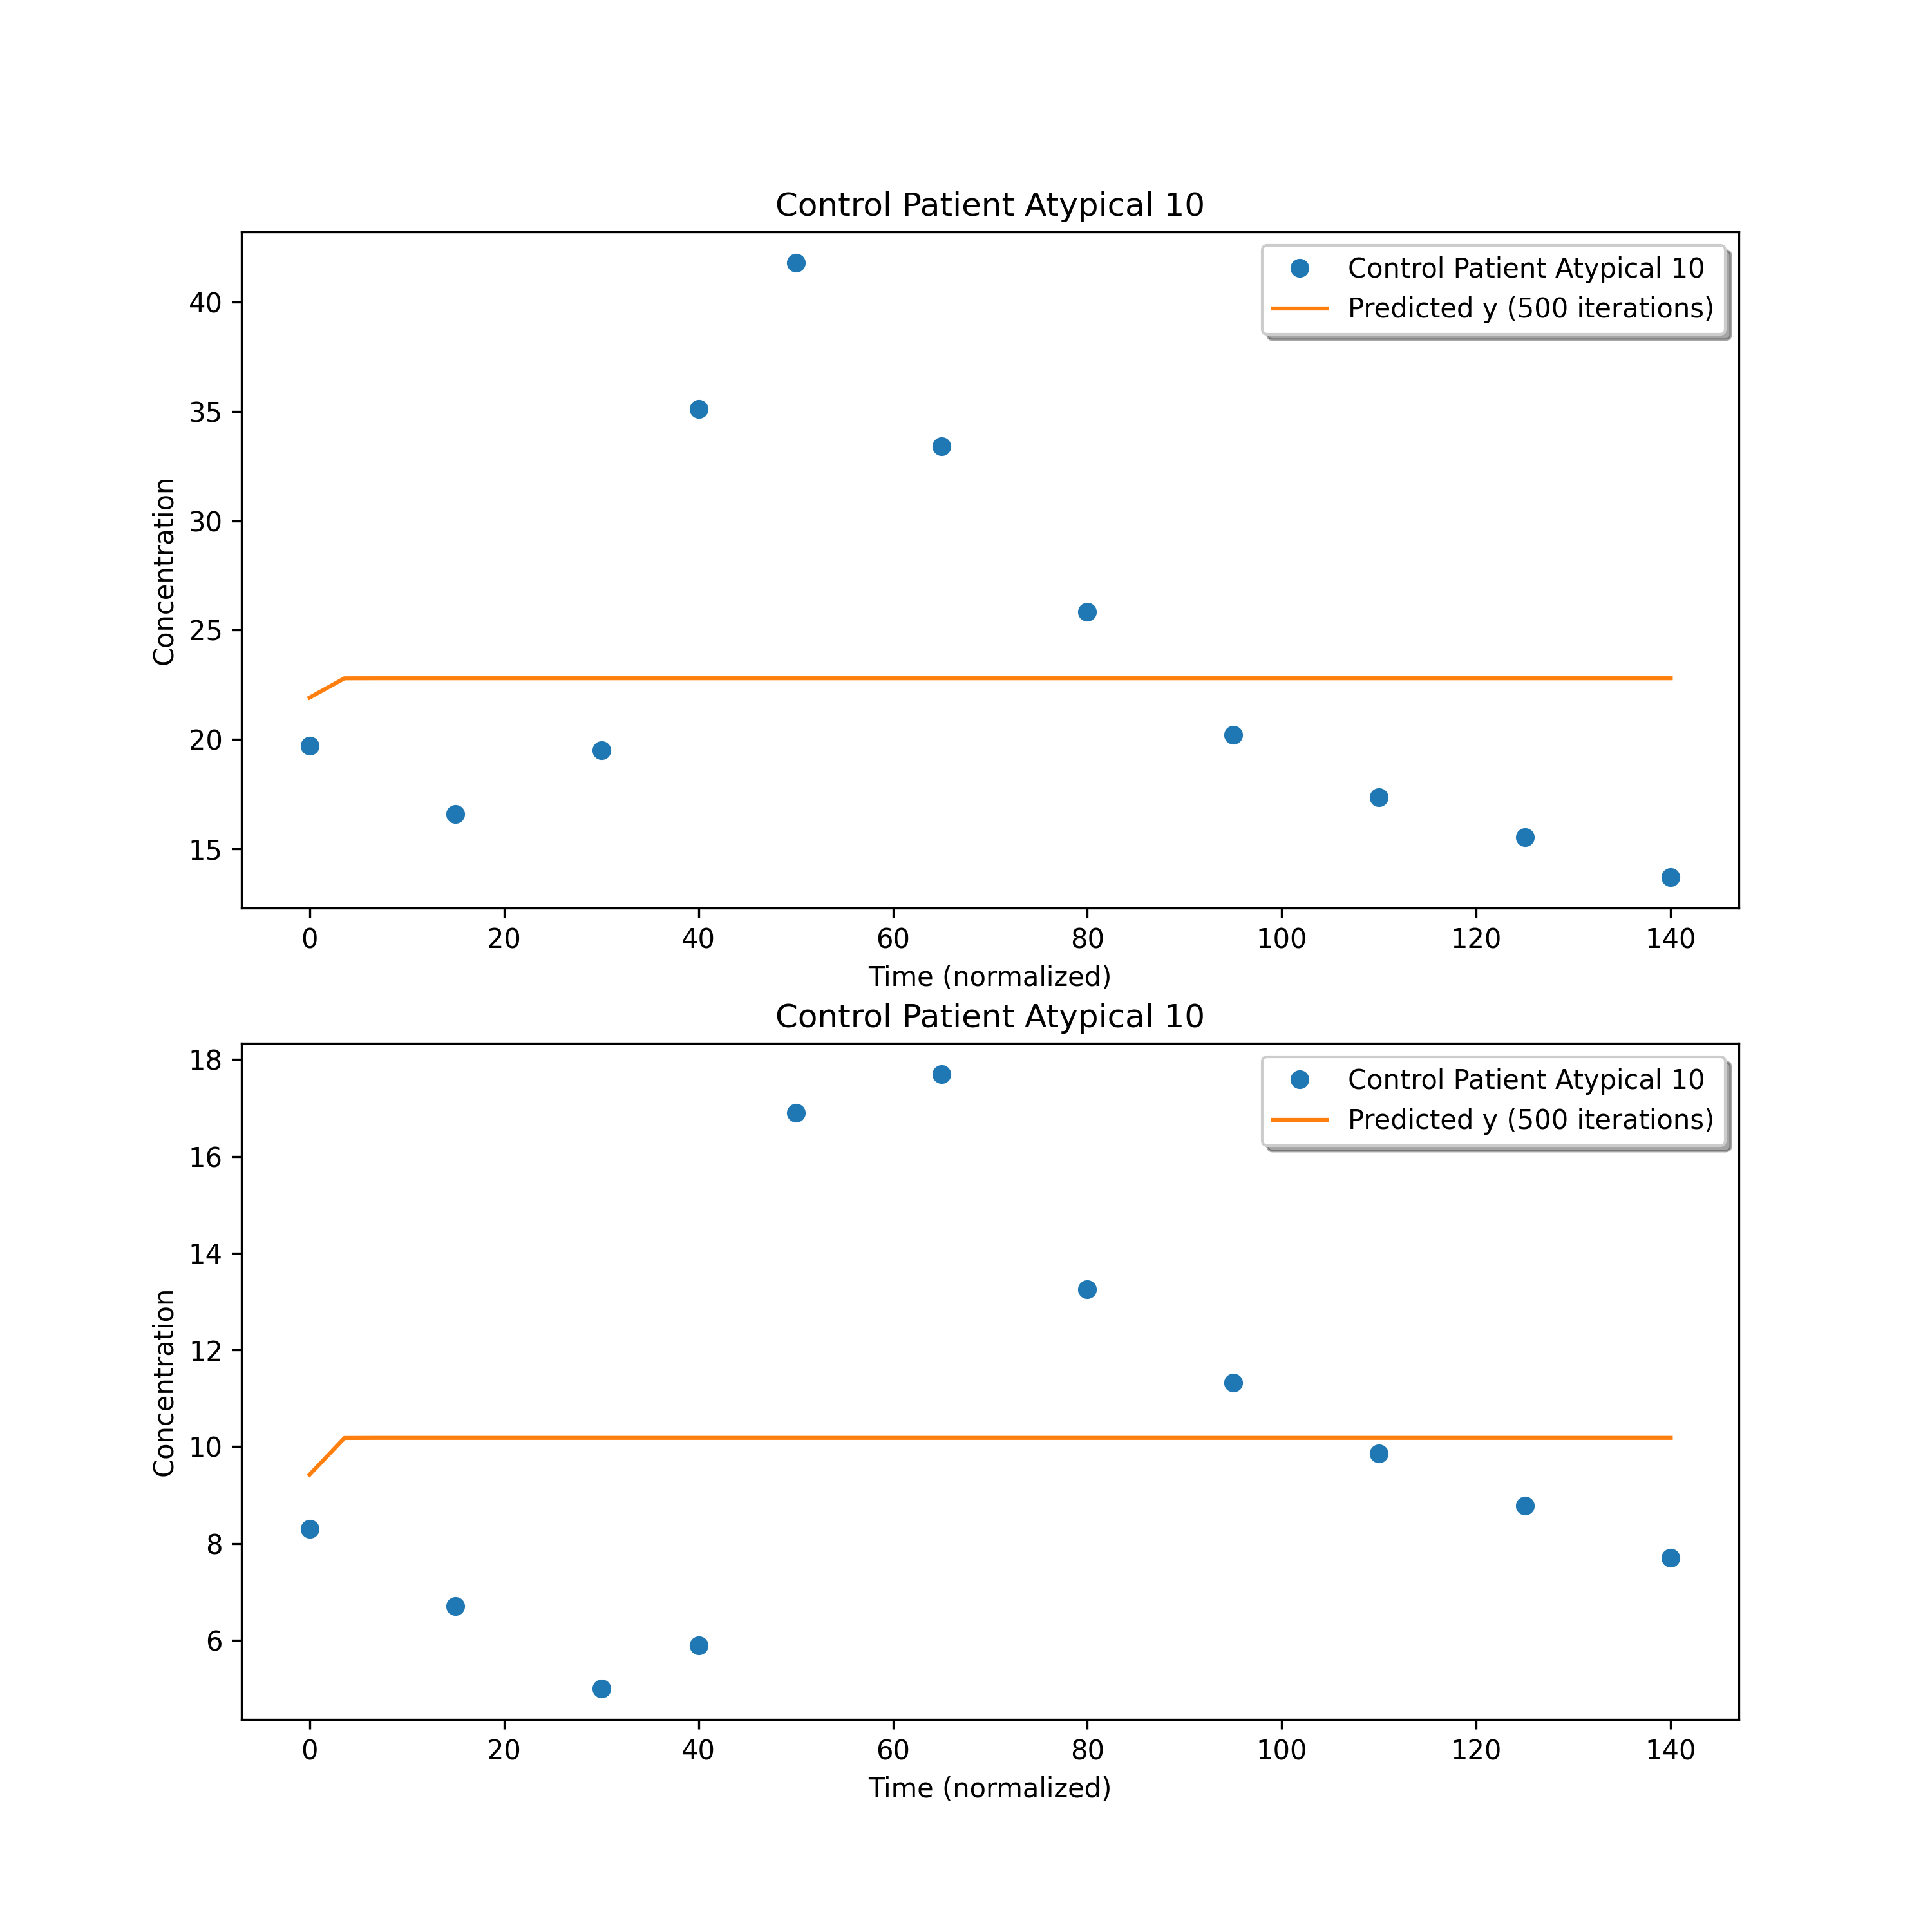 Control Patient Atypical 10
Control Patient Atypical 10
Predicted y (500 iterations)
40
35
30
25
20
15
Concentration
0 20 40 60 80 100 120 140
Time (normalized)
Control Patient Atypical 10
Control Patient Atypical 10
Predicted y (500 iterations)
18
16
14
12
10
8
6
Concentration
0 20 40 60 80 100 120 140
Time (normalized)